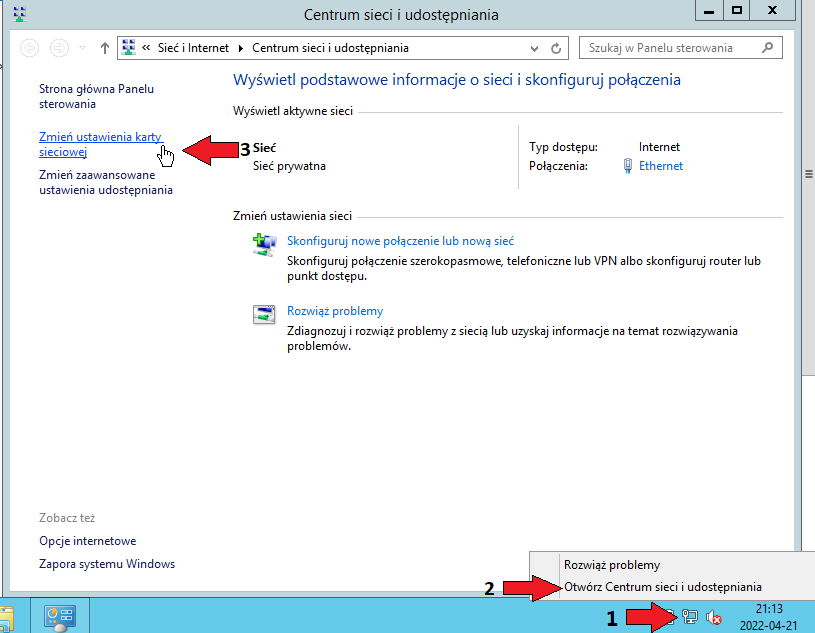 Centrum sieci i udostępniania
« Sieć i Internet
Centrum sieci i udostępniania
Szukaj w Panelu sterowania
Strona główna Panelu
sterowania
Zmień ustawienia karty
sieciowej
Zmień zaawansowane
ustawienia udostępniania
Wyświetl podstawowe informacje o sieci i skonfiguruj połączenia
Wyświetl aktywne sieci
3
Sieć
Sieć prywatna
Typ dostępu:
Internet
Połączenia:
Ethernet
Zmień ustawienia sieci
Skonfiguruj nowe połączenie lub nową sieć
Skonfiguruj połączenie szerokopasmowe, telefoniczne lub VPN albo skonfiguruj router lub
punkt dostępu.
Rozwiąż problemy
Zdiagnozuj i rozwiąż problemy z siecią lub uzyskaj informacje na temat rozwiązywania
problemów.
Zobacz też
Opcje internetowe
Zapora systemu Windows
Rozwiąż problemy
2
Otwórz Centrum sieci i udostępniania
1
21:13
2022-04-21